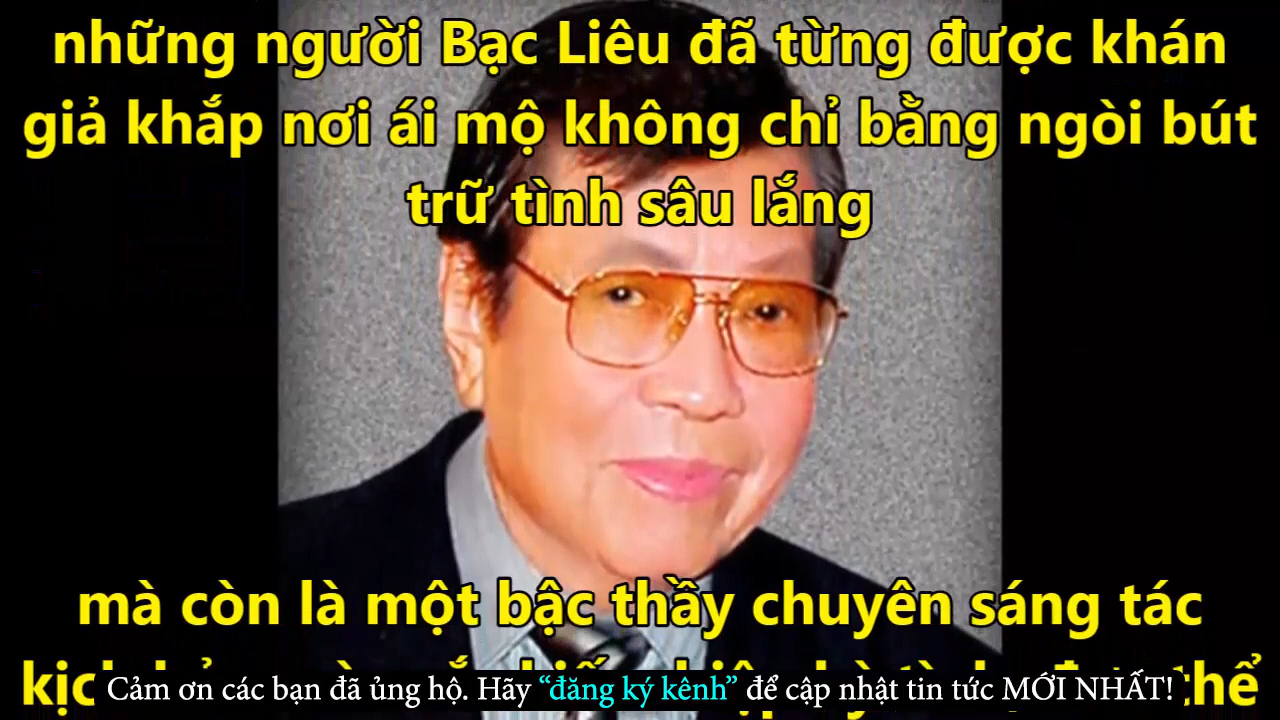 những người Bạc Liêu đã từng được khán
giả khắp nơi ái mộ không chỉ bằng ngòi bút
trữ tình sâu lắng
mà còn là một bậc thầy chuyên sáng tác
thể
Cảm ơn các bạn đã ủng hộ. Hãy “đăng ký kênh” để cập nhật tin tức MỚI NHẤT!